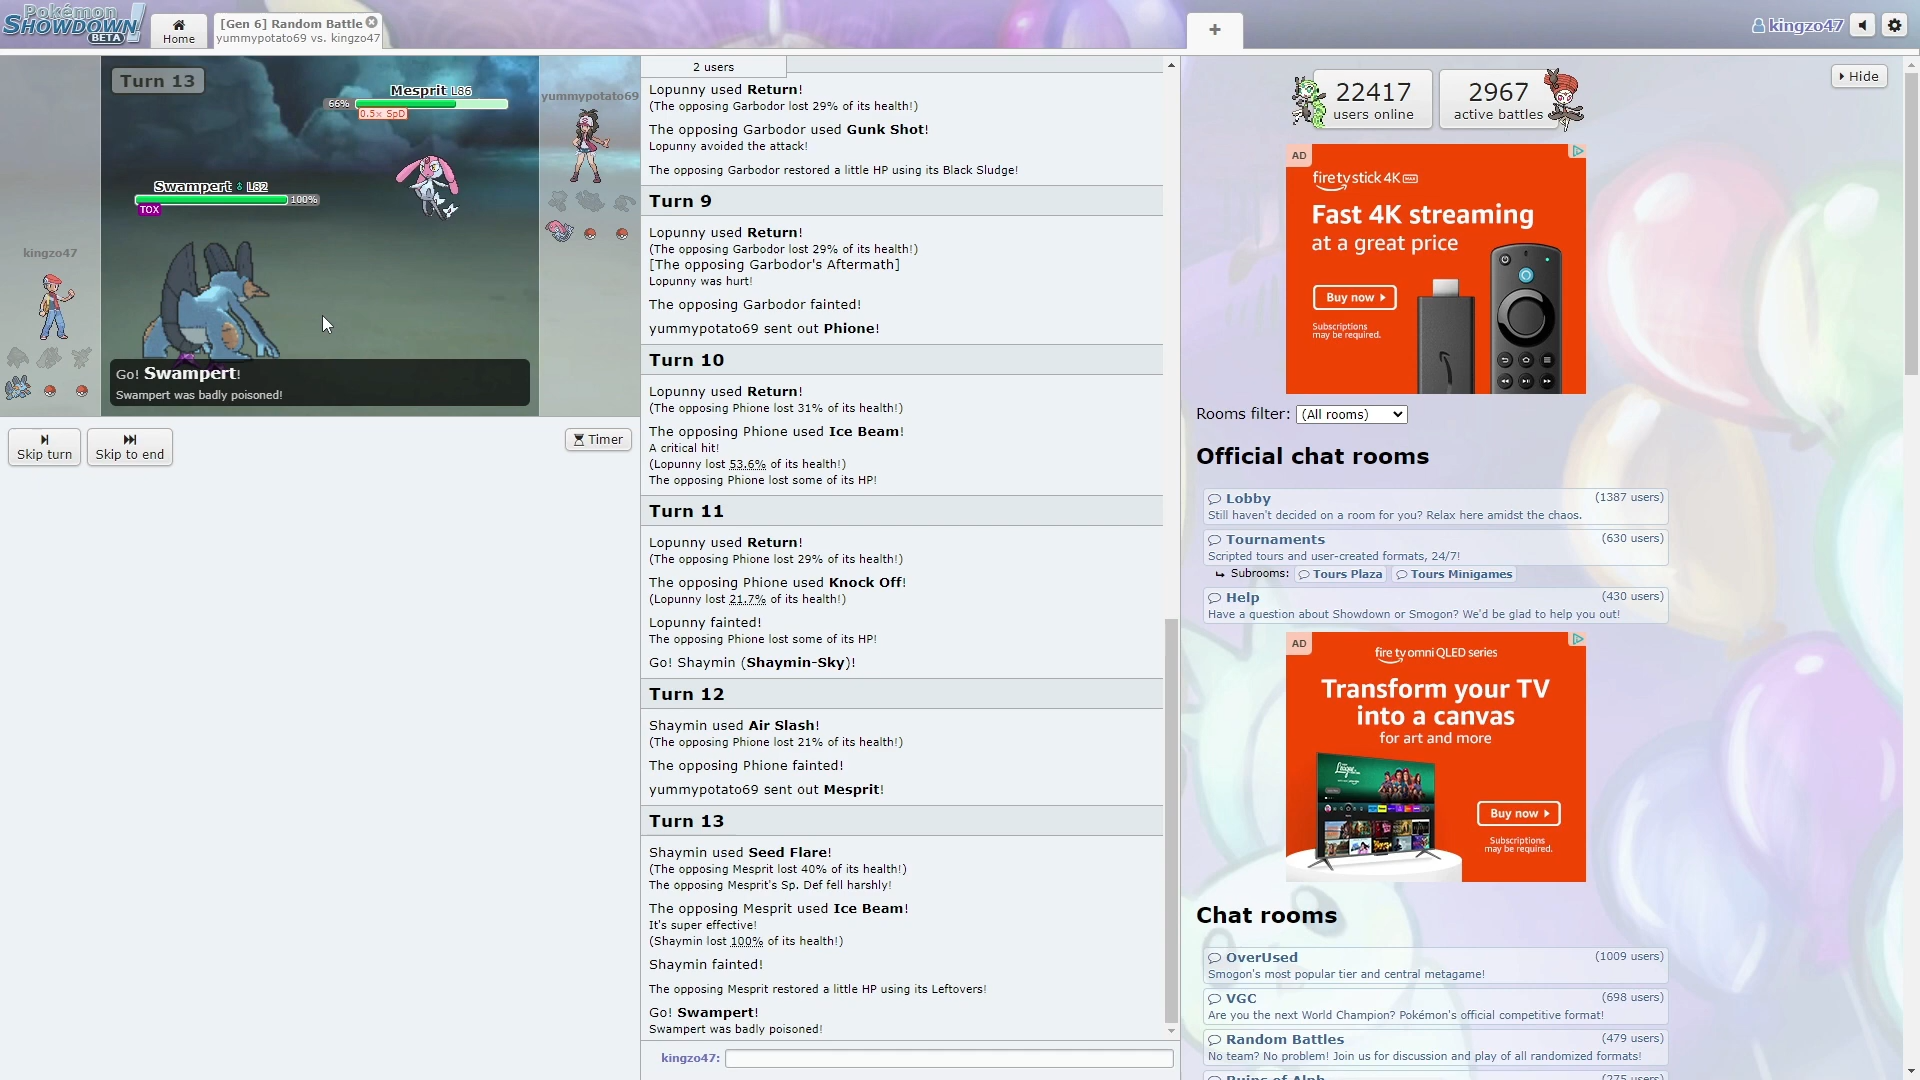 Pokémon
SHOWDOWN!
BETA
Home
[Gen 6] Random Battle
yummypotato69 vs. kingzo47
+
kingzo47
Turn 13
Mesprit L86
66%
0.5× SpD
Swampert ♂ L82
100%
TOX
yummypotato69
kingzo47
Go! Swampert!
Swampert was badly poisoned!
Skip turn
Skip to end
Timer
2 users
Lopunny used Return!
(The opposing Garbodor lost 29% of its health!)
The opposing Garbodor used Gunk Shot!
Lopunny avoided the attack!
The opposing Garbodor restored a little HP using its Black Sludge!
Turn 9
Lopunny used Return!
(The opposing Garbodor lost 29% of its health!)
[The opposing Garbodor's Aftermath]
Lopunny was hurt!
The opposing Garbodor fainted!
yummypotato69 sent out Phione!
Turn 10
Lopunny used Return!
(The opposing Phione lost 31% of its health!)
The opposing Phione used Ice Beam!
A critical hit!
(Lopunny lost 53.6% of its health!)
The opposing Phione lost some of its HP!
Turn 11
Lopunny used Return!
(The opposing Phione lost 29% of its health!)
The opposing Phione used Knock Off!
(Lopunny lost 21.7% of its health!)
Lopunny fainted!
The opposing Phione lost some of its HP!
Go! Shaymin (Shaymin-Sky)!
Turn 12
Shaymin used Air Slash!
(The opposing Phione lost 21% of its health!)
The opposing Phione fainted!
yummypotato69 sent out Mesprit!
Turn 13
Shaymin used Seed Flare!
(The opposing Mesprit lost 40% of its health!)
The opposing Mesprit's Sp. Def fell harshly!
The opposing Mesprit used Ice Beam!
It's super effective!
(Shaymin lost 100% of its health!)
Shaymin fainted!
The opposing Mesprit restored a little HP using its Leftovers!
Go! Swampert!
Swampert was badly poisoned!
kingzo47:
Hide
22417
users online
2967
active battles
AD
fire tv stick 4K MAX
Fast 4K streaming
at a great price
Buy now
Subscriptions
may be required.
Rooms filter: (All rooms)
Official chat rooms
Lobby (1387 users)
Still haven't decided on a room for you? Relax here amidst the chaos.
Tournaments (630 users)
Scripted tours and user-created formats, 24/7!
Subrooms: Tours Plaza Tours Minigames
Help (430 users)
Have a question about Showdown or Smogon? We'd be glad to help you out!
AD
fire tv omni QLED series
Transform your TV
into a canvas
for art and more
Buy now
Subscriptions
may be required.
Chat rooms
OverUsed (1009 users)
Smogon's most popular tier and central metagame!
VGC (698 users)
Are you the next World Champion? Pokémon's official competitive format!
Random Battles (479 users)
No team? No problem! Join us for discussion and play of all randomized formats!
Ruins of Alph (275 users)